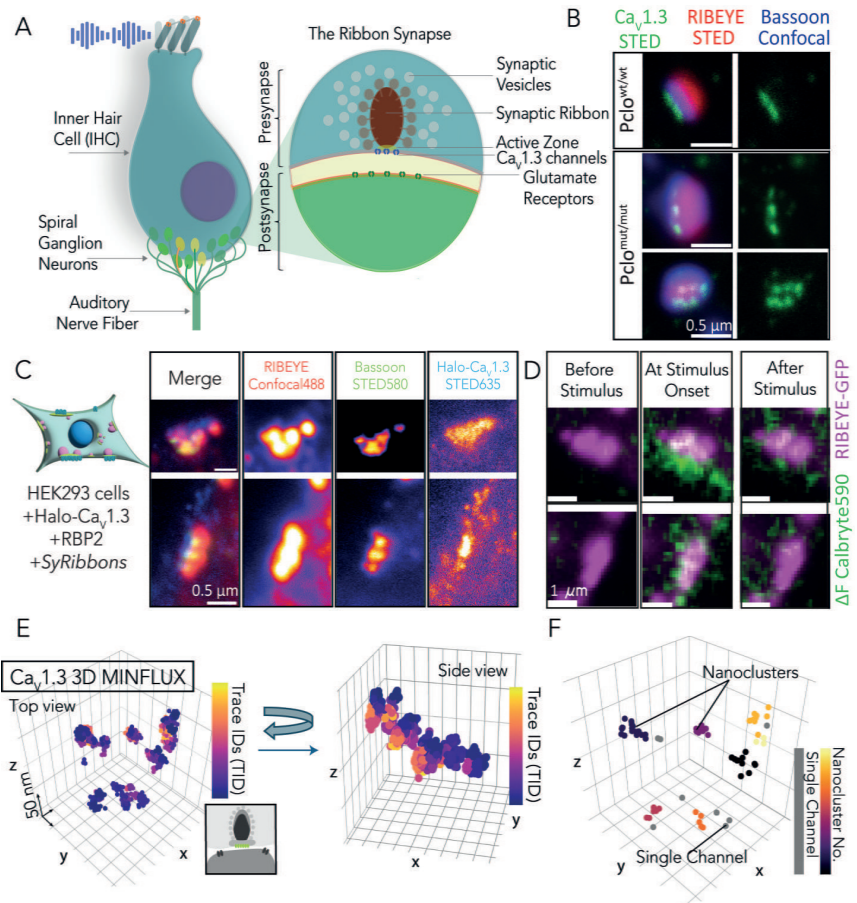 A
The Ribbon Synapse
Inner Hair
Cell (IHC)
Spiral
Ganglion
Neurons
Auditory
Nerve Fiber
Presynapse
Postsynapse
Synaptic
Vesicles
Synaptic Ribbon
Active Zone
Caᵥ1.3 channels
Glutamate
Receptors
B
Caᵥ1.3
STED
RIBEYE
STED
Bassoon
Confocal
Pclo^wt/wt
Pclo^mut/mut
0.5 µm
C
Merge
RIBEYE
Confocal488
Bassoon
STED580
Halo-Caᵥ1.3
STED635
HEK293 cells
+Halo-Caᵥ1.3
+RBP2
+SyRibbons
0.5 µm
D
Before
Stimulus
At Stimulus
Onset
After
Stimulus
1 µm
RIBEYE-GFP
ΔF Calbryte590
E
Caᵥ1.3 3D MINFLUX
Top view
Trace IDs (TID)
z
50 nm
y
x
Side view
Trace IDs (TID)
z
y
x
F
Nanoclusters
z
Single Channel
y
x
Single Channel
Nanocluster No.